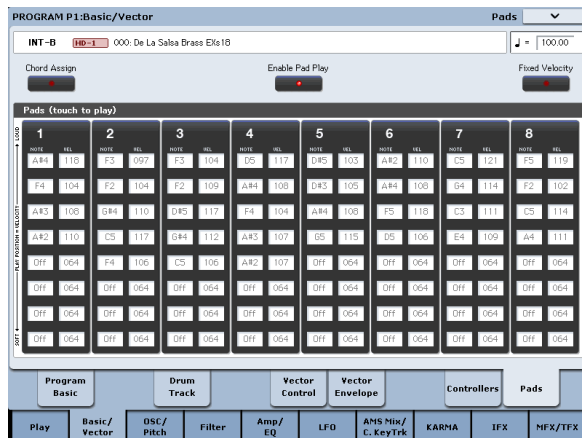 PROGRAM P1:Basic/Vector Pads
INT-B HD-1 000: De La Salsa Brass EXs18 ♩ = 100.00
Chord Assign Enable Pad Play Fixed Velocity
Pads (touch to play)
1 2 3 4 5 6 7 8
NOTE VEL NOTE VEL NOTE VEL NOTE VEL NOTE VEL NOTE VEL NOTE VEL NOTE VEL
A#4 118 F3 097 F3 104 D5 117 D#5 103 A#2 110 C5 121 F5 119
F4 104 F2 104 F2 109 A#4 108 D#3 105 A#4 108 G4 114 F2 102
A#3 108 G#4 110 D#5 117 F4 104 A#4 108 F5 118 C3 111 C5 114
A#2 110 C5 117 G#4 112 A#3 107 G5 115 D5 106 E4 109 A4 111
Off 064 F4 106 C5 106 A#2 103 Off 064 Off 064 Off 064 Off 064
Off 064 Off 064 Off 064 Off 064 Off 064 Off 064 Off 064 Off 064
Off 064 Off 064 Off 064 Off 064 Off 064 Off 064 Off 064 Off 064
Off 064 Off 064 Off 064 Off 064 Off 064 Off 064 Off 064 Off 064
SOFT ← PLAY POSITION = VELOCITY → LOUD
Program Basic Drum Track Vector Control Vector Envelope Controllers Pads
Play Basic/Vector OSC/Pitch Filter Amp/EQ LFO AMS Mix/C.KeyTrk KARMA IFX MFX/TFX